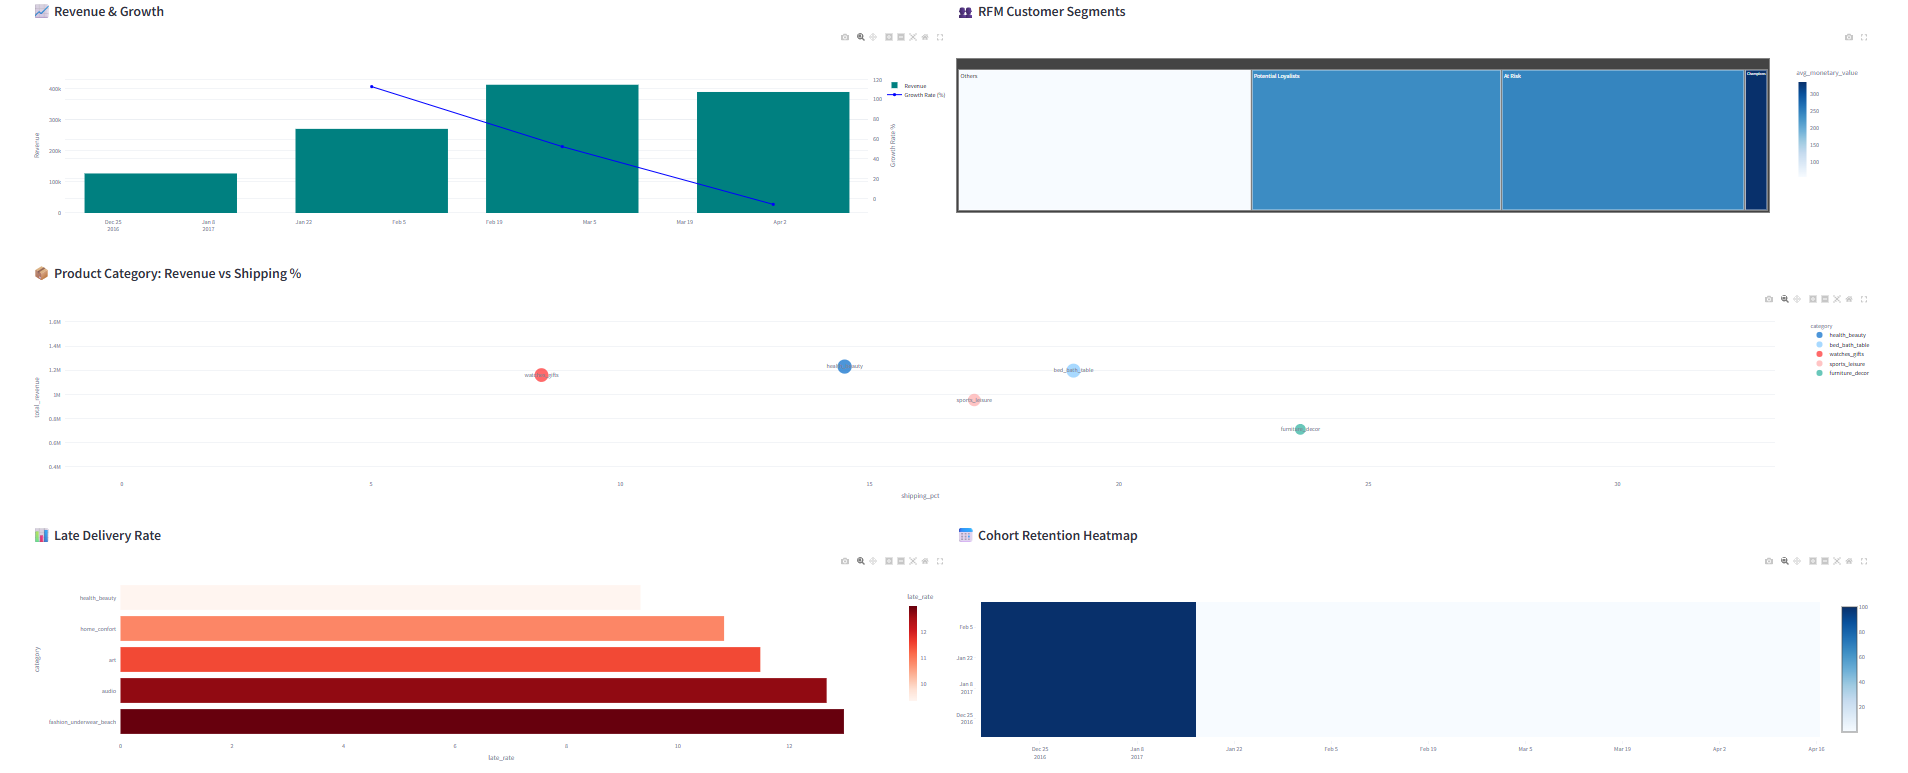 Revenue & Growth
RFM Customer Segments
400k
300k
200k
100k
0
Revenue
120
100
80
60
40
20
0
Growth Rate %
Revenue
Growth Rate (%)
Dec 25
2016
Jan 8
2017
Jan 22
Feb 5
Feb 19
Mar 5
Mar 19
Apr 2
Others
Potential Loyalists
At Risk
Champions
avg_monetary_value
300
250
200
150
100
Product Category: Revenue vs Shipping %
1.6M
1.4M
1.2M
1M
0.8M
0.6M
0.4M
total_revenue
watches_gifts
health_beauty
bed_bath_table
sports_leisure
furniture_decor
0
5
10
15
20
25
30
shipping_pct
category
health_beauty
bed_bath_table
watches_gifts
sports_leisure
furniture_decor
Late Delivery Rate
Cohort Retention Heatmap
health_beauty
home_confort
art
audio
fashion_underwear_beach
category
0
2
4
6
8
10
12
late_rate
late_rate
12
11
10
Feb 5
Jan 22
Jan 8
2017
Dec 25
2016
Dec 25
2016
Jan 8
2017
Jan 22
Feb 5
Feb 19
Mar 5
Mar 19
Apr 2
Apr 16
100
80
60
40
20